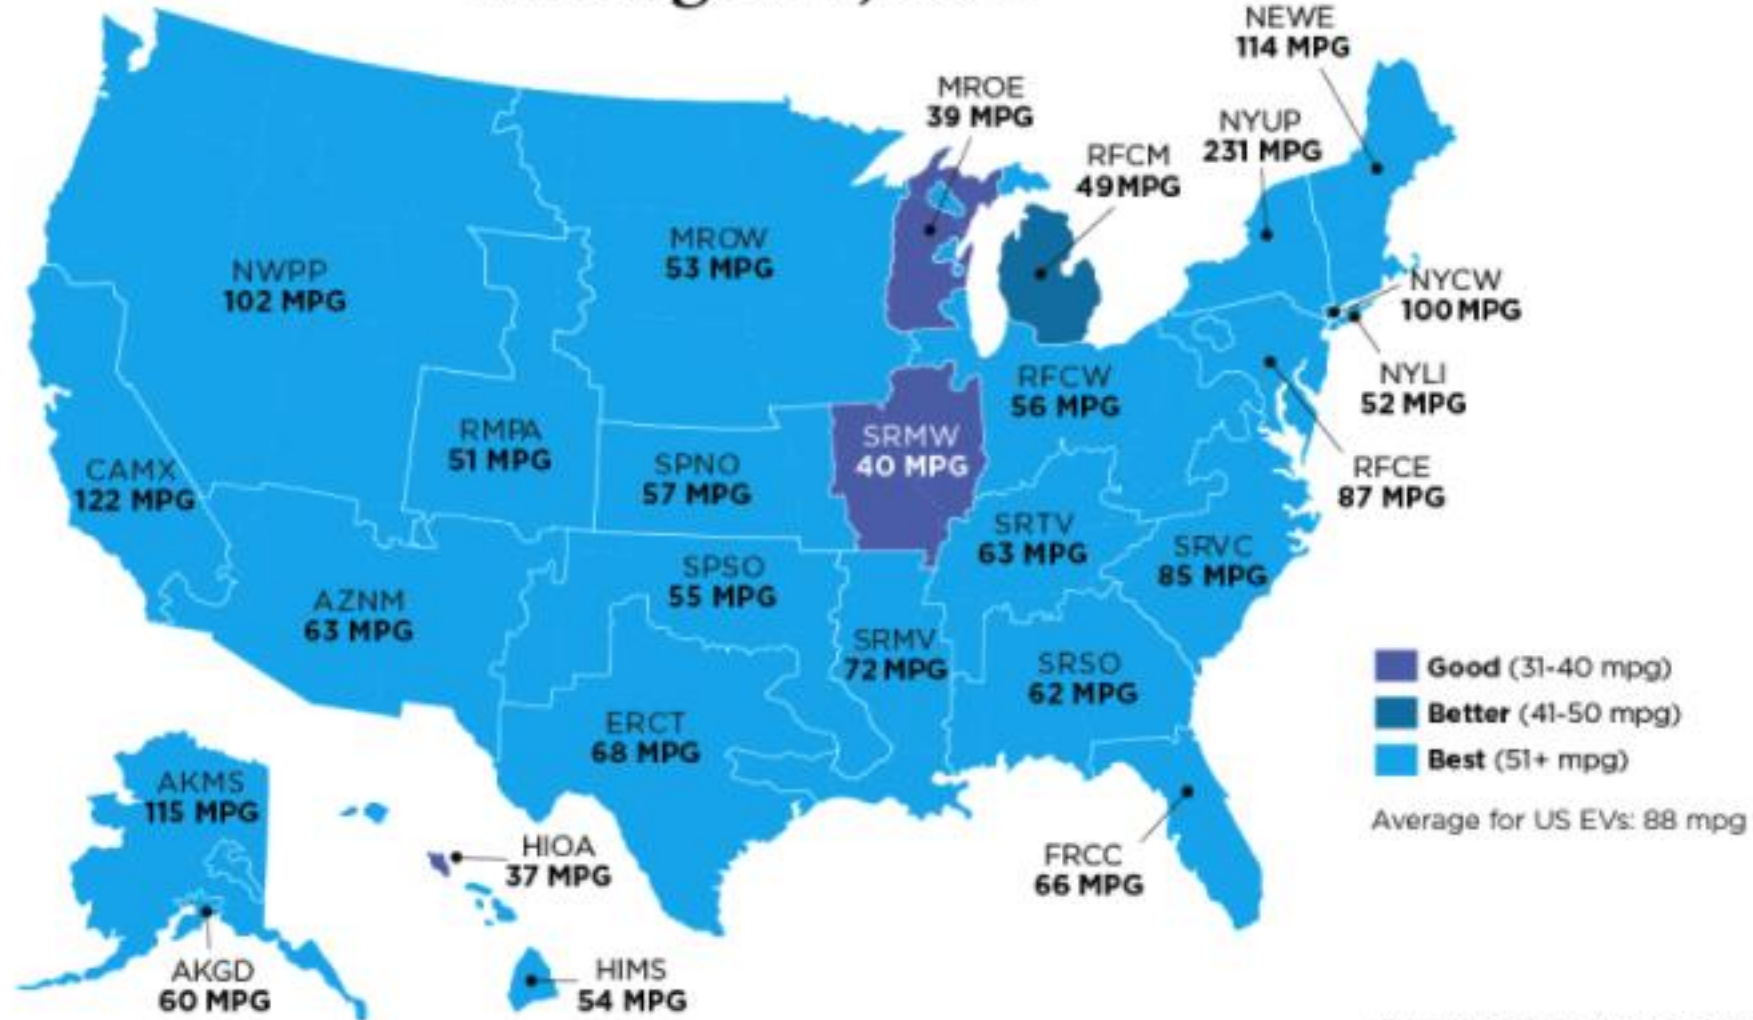 NEWE
114 MPG
MROE
39 MPG
NYUP
231 MPG
RFCM
49 MPG
MROW
53 MPG
NWPP
102 MPG
NYCW
100 MPG
RFCW
56 MPG
NYLI
52 MPG
RMPA
51 MPG
SRMW
40 MPG
CAMX
122 MPG
SPNO
57 MPG
RFCE
87 MPG
SRTV
63 MPG
SRVC
85 MPG
SPSO
55 MPG
AZNM
63 MPG
SRMV
72 MPG
SRSO
62 MPG
Good (31-40 mpg)
Better (41-50 mpg)
Best (51+ mpg)
Average for US EVs: 88 mpg
ERCT
68 MPG
AKMS
115 MPG
HIOA
37 MPG
FRCC
66 MPG
AKGD
60 MPG
HIMS
54 MPG